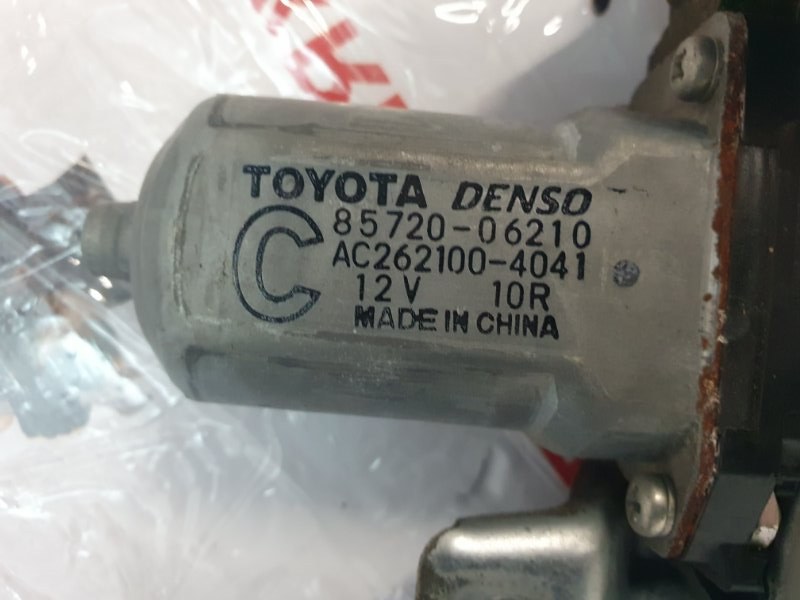 TOYOTA DENSO
C 85720-06210
AC262100-4041
12V 10R
MADE IN CHINA